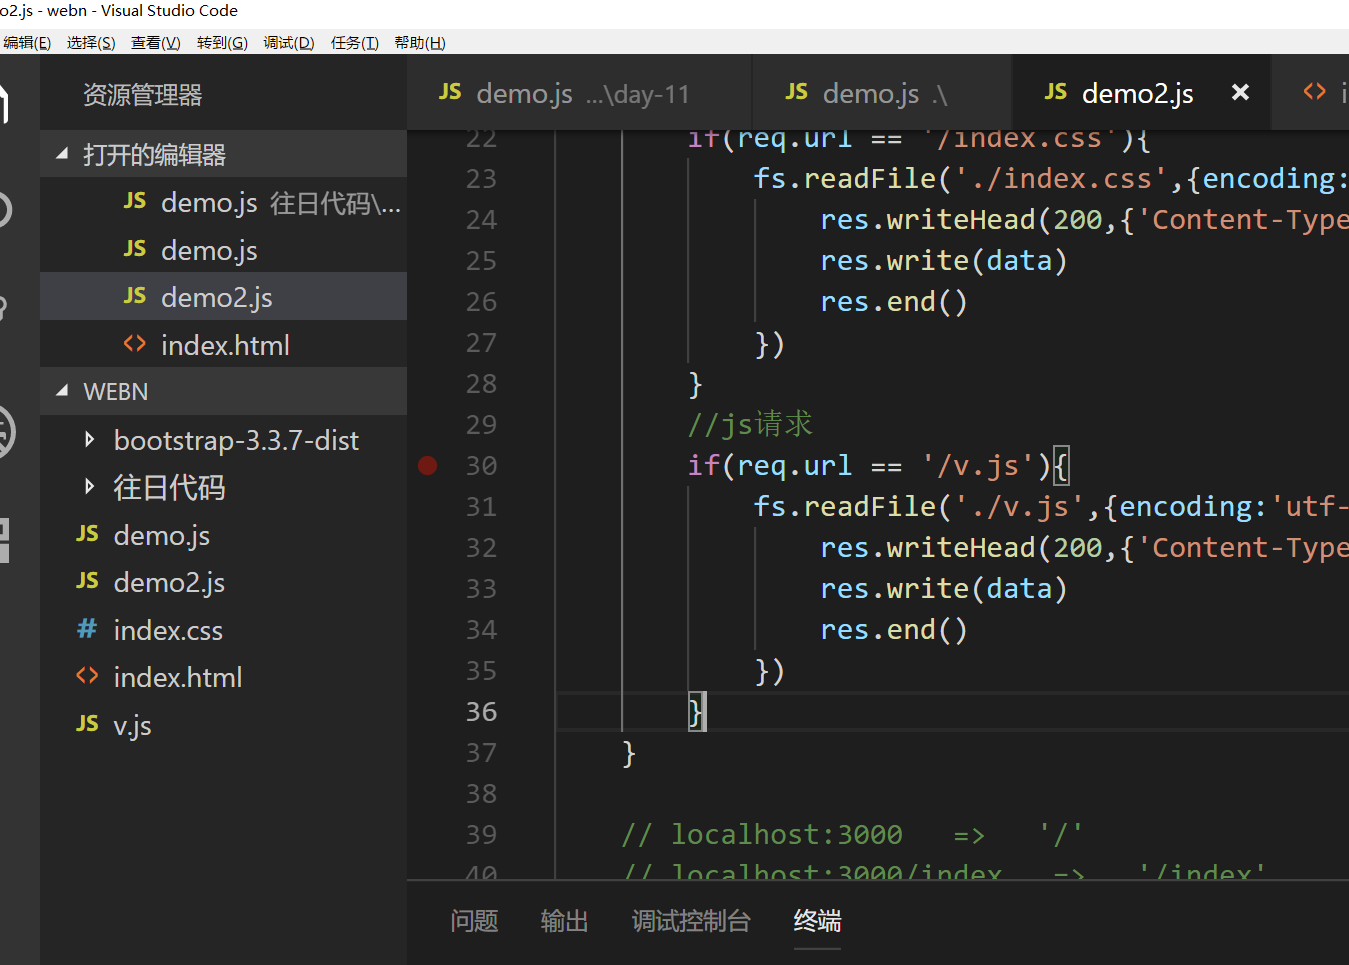 o2.js - webn - Visual Studio Code
编辑(E) 选择(S) 查看(V) 转到(G) 调试(D) 任务(T) 帮助(H)
资源管理器
打开的编辑器
JS demo.js 往日代码\...
JS demo.js
JS demo2.js
<> index.html
WEBN
bootstrap-3.3.7-dist
往日代码
JS demo.js
JS demo2.js
# index.css
<> index.html
JS v.js
JS demo.js ...\day-11 JS demo.js .\ JS demo2.js × <> i
22 if(req.url == '/index.css'){
23 fs.readFile('./index.css',{encoding:
24 res.writeHead(200,{'Content-Type
25 res.write(data)
26 res.end()
27 })
28 }
29 //js请求
30 if(req.url == '/v.js'){
31 fs.readFile('./v.js',{encoding:'utf-
32 res.writeHead(200,{'Content-Type
33 res.write(data)
34 res.end()
35 })
36 }
37 }
38
39 // localhost:3000 => '/'
40 // localhost:3000/index => '/index'
问题 输出 调试控制台 终端